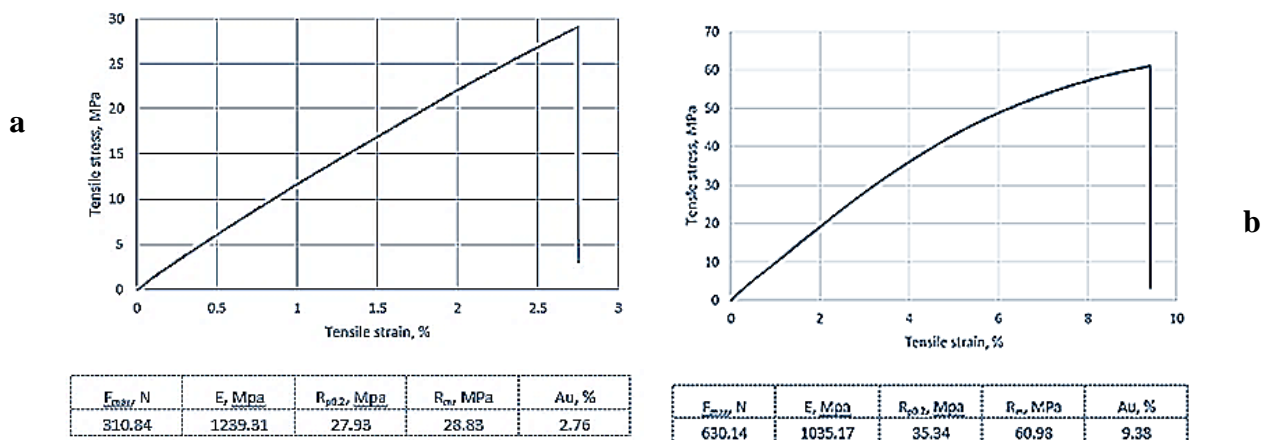 a
30
25
20
15
10
5
0
Tensile stress, MPa
0 0.5 1 1.5 2 2.5 3
Tensile strain, %
Fmax, N E, Mpa Rp0.2, Mpa Rm, MPa Au, %
310.84 1239.31 27.93 28.83 2.76
b
70
60
50
40
30
20
10
0
Tensile stress, MPa
0 2 4 6 8 10
Tensile strain, %
Fmax, N E, Mpa Rp0.2, Mpa Rm, MPa Au, %
630.14 1035.17 35.34 60.98 9.38